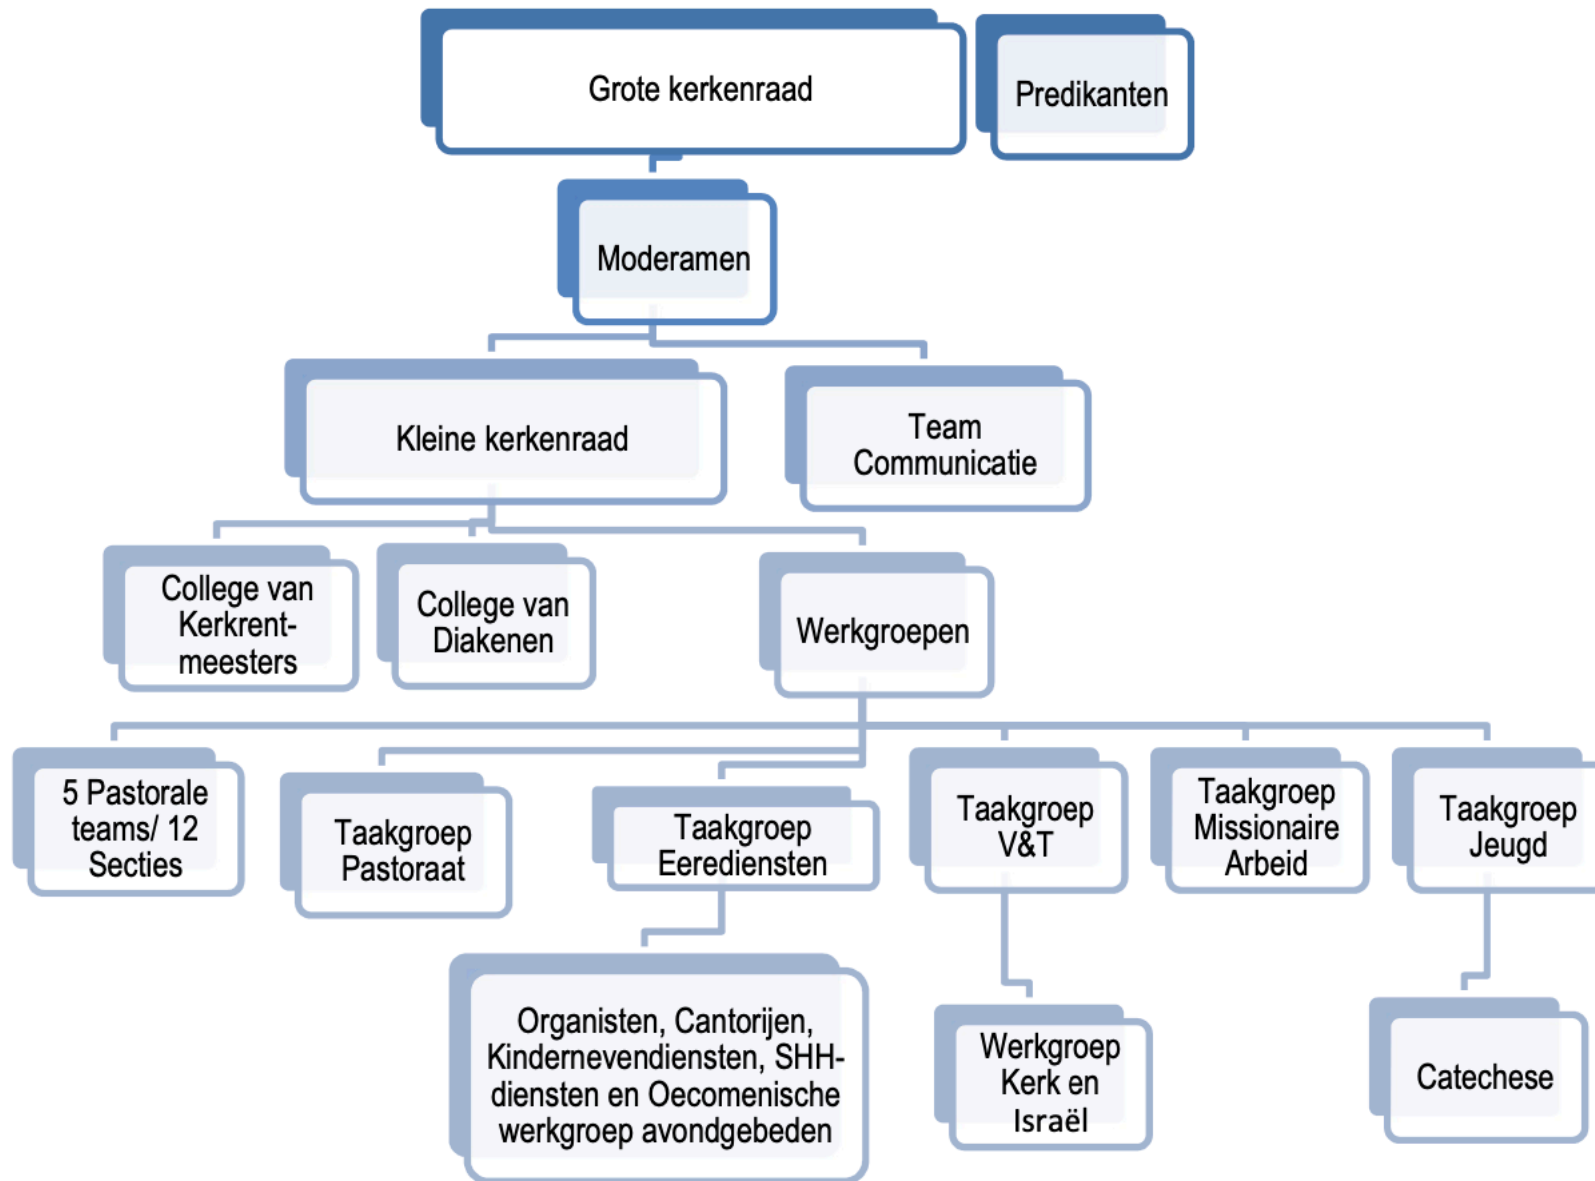 Grote kerkenraad
Predikanten
Moderamen
Kleine kerkenraad
Team
Communicatie
College van
Kerkrent-
meesters
College van
Diakenen
Werkgroepen
5 Pastorale
teams/ 12
Secties
Taakgroep
Pastoraat
Taakgroep
Eerediensten
Taakgroep
V&T
Taakgroep
Missionaire
Arbeid
Taakgroep
Jeugd
Organisten, Cantorijen,
Kindernevendiensten, SHH-
diensten en Oecomenische
werkgroep avondgebeden
Werkgroep
Kerk en
Israël
Catechese